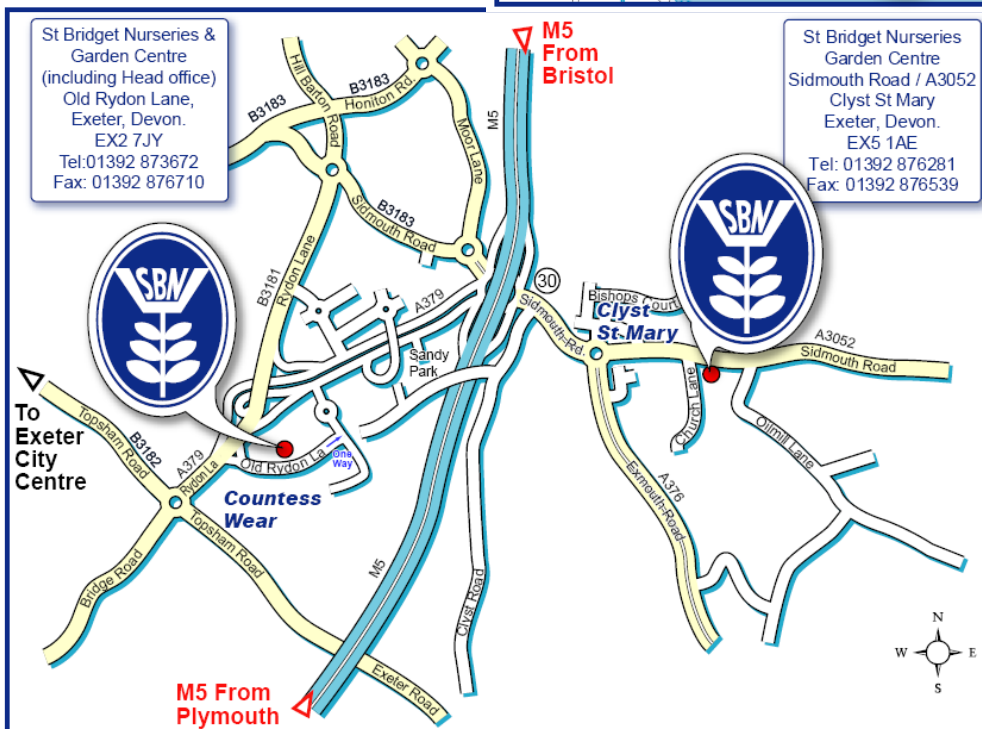 St Bridget Nurseries &
Garden Centre
(including Head office)
Old Rydon Lane,
Exeter, Devon.
EX2 7JY
Tel:01392 873672
Fax: 01392 876710
M5
From
Bristol
St Bridget Nurseries
Garden Centre
Sidmouth Road / A3052
Clyst St Mary
Exeter, Devon.
EX5 1AE
Tel: 01392 876281
Fax: 01392 876539
Hill Barton Road
B3183
B3183
Honiton Rd.
Moor Lane
M5
B3183
Sidmouth Road
SBN
SBN
B3181
Rydon Lane
A379
30
Sidmouth Rd.
Bishops Court
Clyst
St Mary
A3052
Sidmouth Road
Sandy
Park
To
Exeter
City
Centre
Topsham Road
B3182
A379
Rydon La
Old Rydon La
One
Way
Church Lane
Oilmill Lane
Countess
Wear
A376
Exmouth Road
Topsham Road
Bridge Road
M5
Clyst Road
Exeter Road
M5 From
Plymouth
N
W
E
S